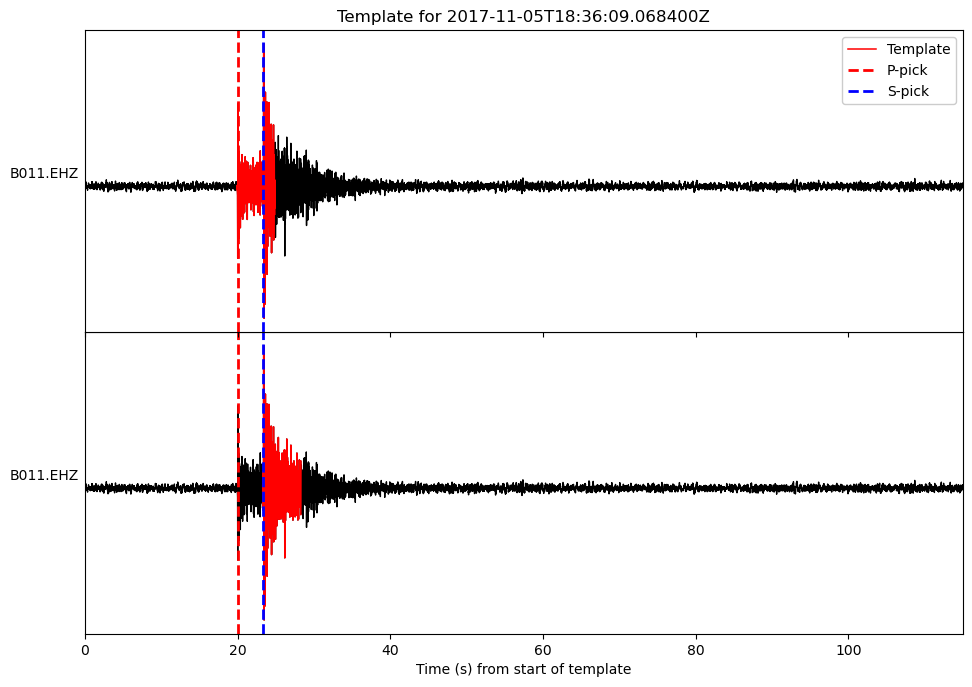 Template for 2017-11-05T18:36:09.068400Z
Template
P-pick
S-pick
B011.EHZ
B011.EHZ
0 20 40 60 80 100
Time (s) from start of template